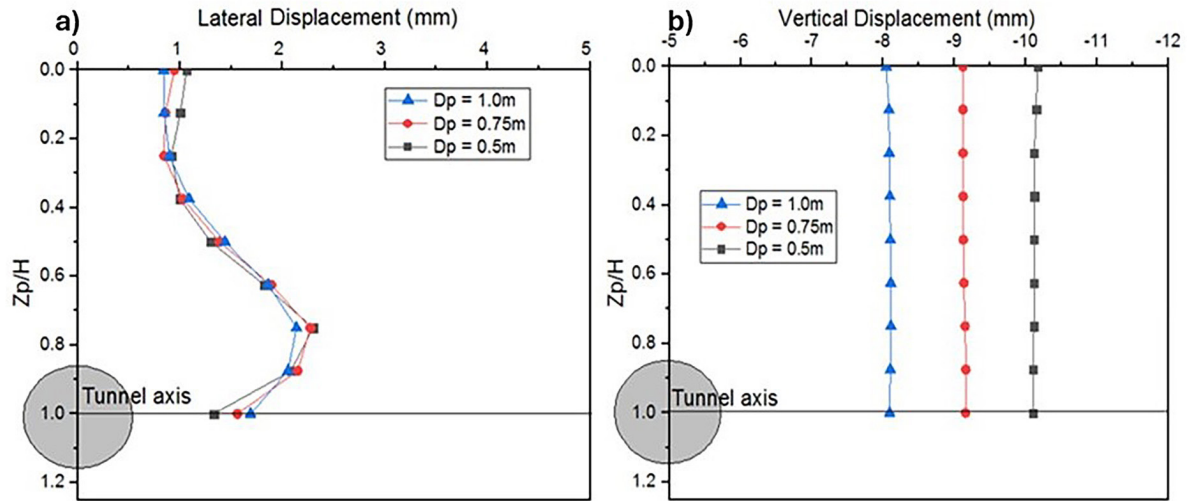 a)
Lateral Displacement (mm)
0 1 2 3 4 5
0.0
0.2
0.4
0.6
0.8
1.0
1.2
Zp/H
Dp = 1.0m
Dp = 0.75m
Dp = 0.5m
Tunnel axis
b)
Vertical Displacement (mm)
-5 -6 -7 -8 -9 -10 -11 -12
0.0
0.2
0.4
0.6
0.8
1.0
1.2
Zp/H
Dp = 1.0m
Dp = 0.75m
Dp = 0.5m
Tunnel axis